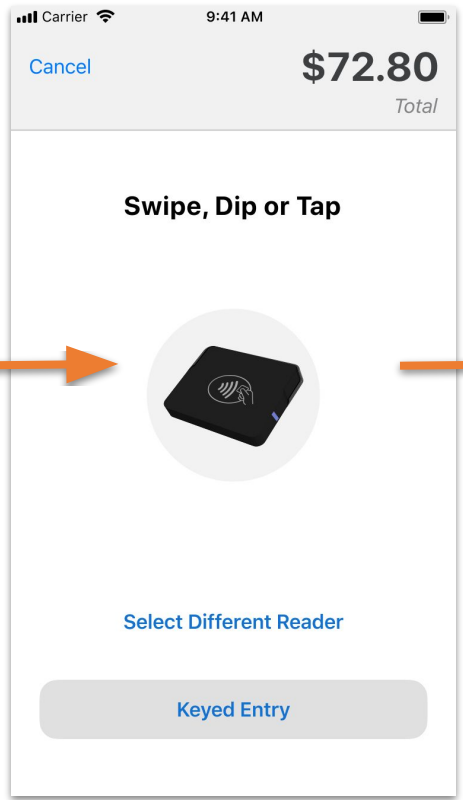 Carrier
9:41 AM
Cancel
$72.80
Total
Swipe, Dip or Tap
Select Different Reader
Keyed Entry